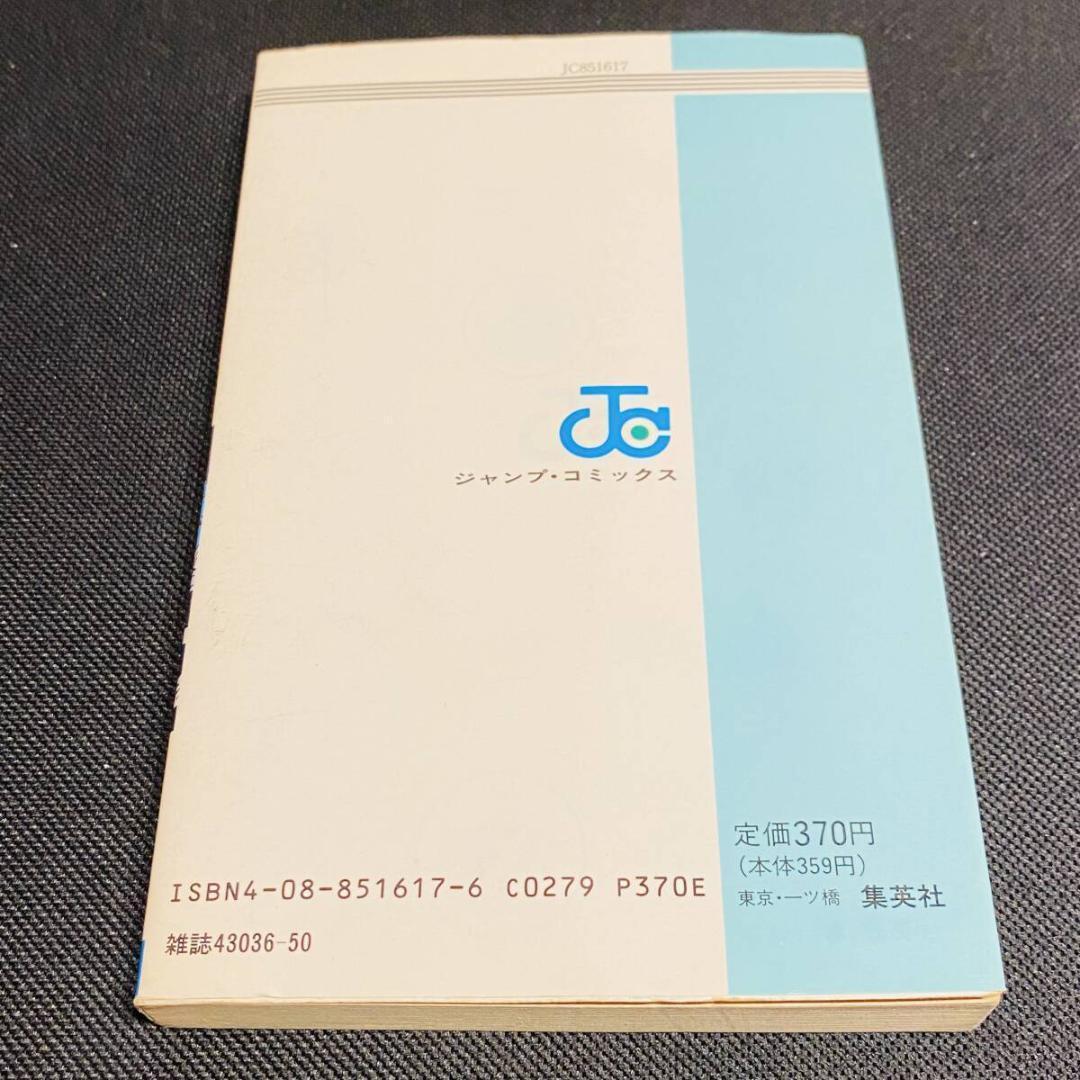 JC851617
JC
ジャンプ・コミックス
定価370円
(本体359円)
東京・一ツ橋 集英社
ISBN4-08-851617-6 C0279 P370E
雑誌43036-50